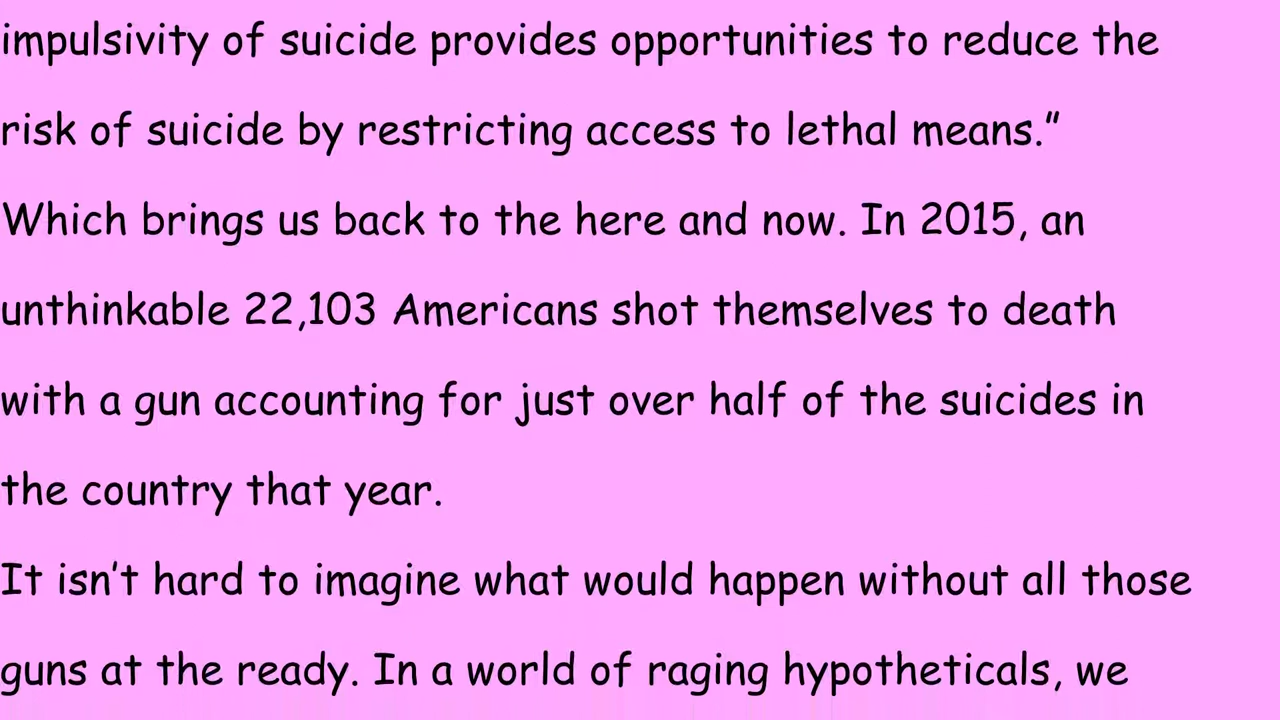 impulsivity of suicide provides opportunities to reduce the
risk of suicide by restricting access to lethal means.”
Which brings us back to the here and now. In 2015, an
unthinkable 22,103 Americans shot themselves to death
with a gun accounting for just over half of the suicides in
the country that year.
It isn’t hard to imagine what would happen without all those
guns at the ready. In a world of raging hypotheticals, we